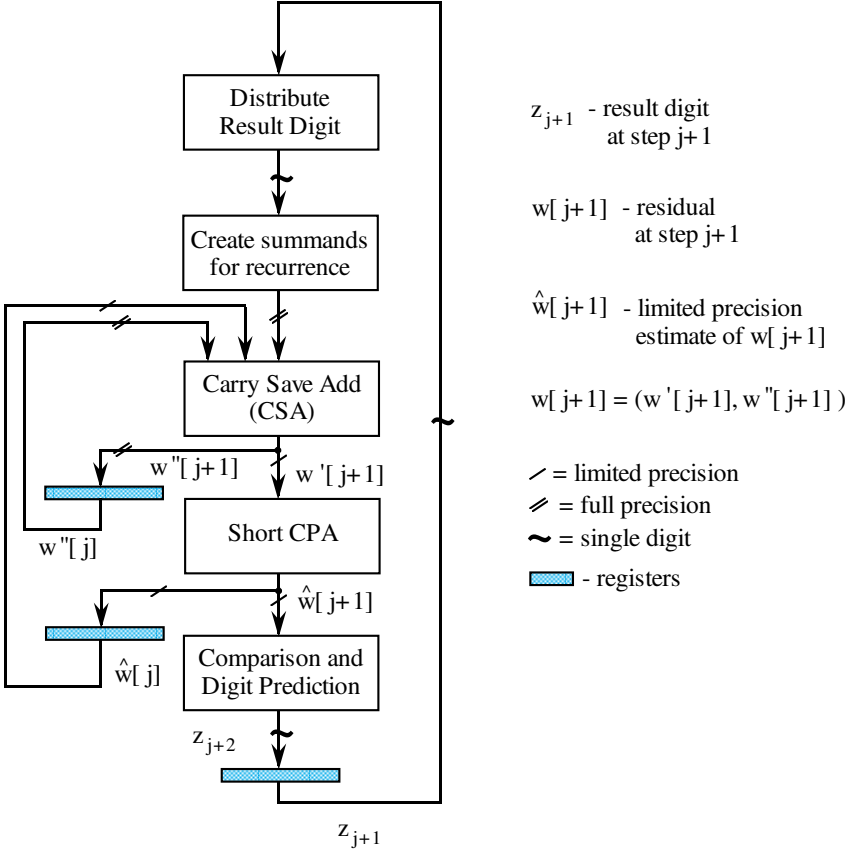 Distribute
Result Digit
Create summands
for recurrence
Carry Save Add
(CSA)
w"[j+1]
w'[j+1]
w"[j]
Short CPA
ŵ[j+1]
ŵ[j]
Comparison and
Digit Prediction
z_{j+2}
z_{j+1}
z_{j+1} - result digit
at step j+1
w[j+1] - residual
at step j+1
ŵ[j+1] - limited precision
estimate of w[j+1]
w[j+1] = (w'[j+1], w"[j+1])
= limited precision
= full precision
= single digit
- registers